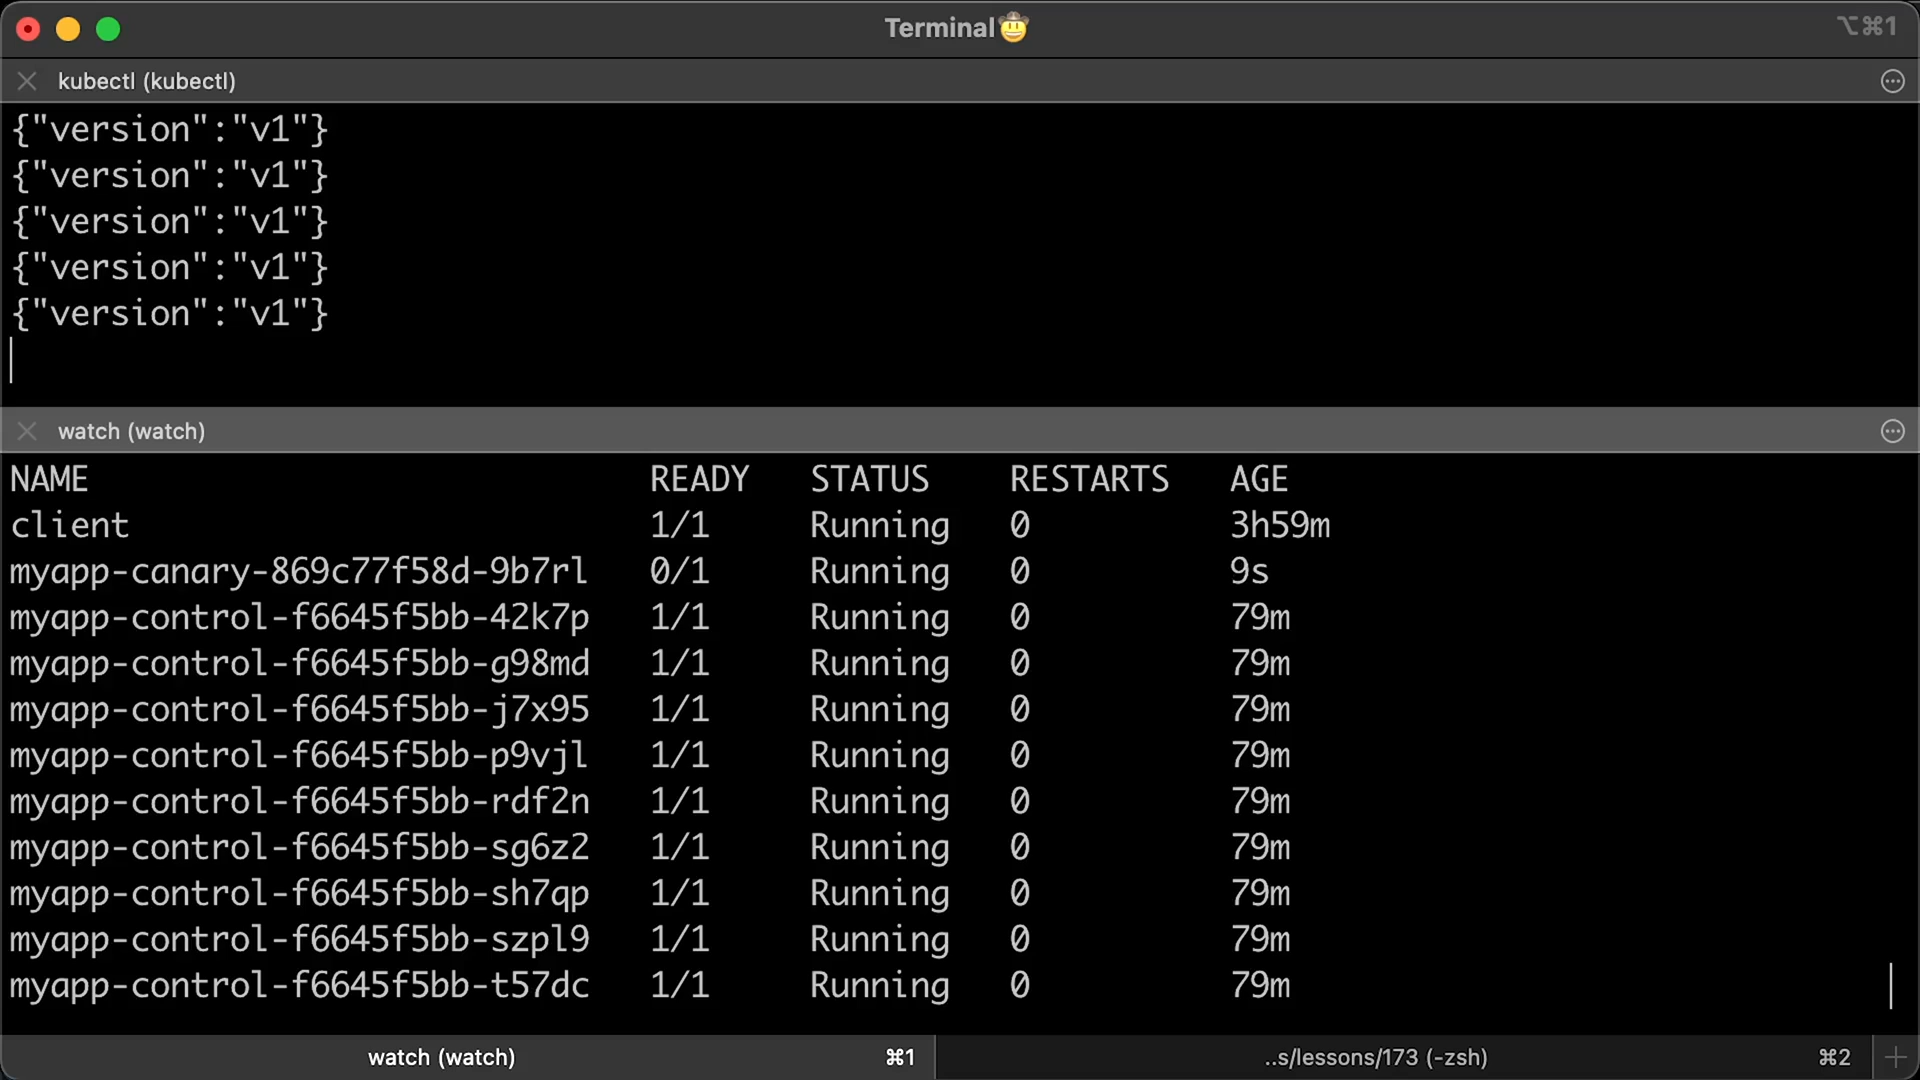 Terminal🤠
⌥⌘1
kubectl (kubectl)
{"version":"v1"}
{"version":"v1"}
{"version":"v1"}
{"version":"v1"}
{"version":"v1"}
watch (watch)
NAME READY STATUS RESTARTS AGE
client 1/1 Running 0 3h59m
myapp-canary-869c77f58d-9b7rl 0/1 Running 0 9s
myapp-control-f6645f5bb-42k7p 1/1 Running 0 79m
myapp-control-f6645f5bb-g98md 1/1 Running 0 79m
myapp-control-f6645f5bb-j7x95 1/1 Running 0 79m
myapp-control-f6645f5bb-p9vjl 1/1 Running 0 79m
myapp-control-f6645f5bb-rdf2n 1/1 Running 0 79m
myapp-control-f6645f5bb-sg6z2 1/1 Running 0 79m
myapp-control-f6645f5bb-sh7qp 1/1 Running 0 79m
myapp-control-f6645f5bb-szpl9 1/1 Running 0 79m
myapp-control-f6645f5bb-t57dc 1/1 Running 0 79m
watch (watch) ⌘1
..s/lessons/173 (-zsh) ⌘2